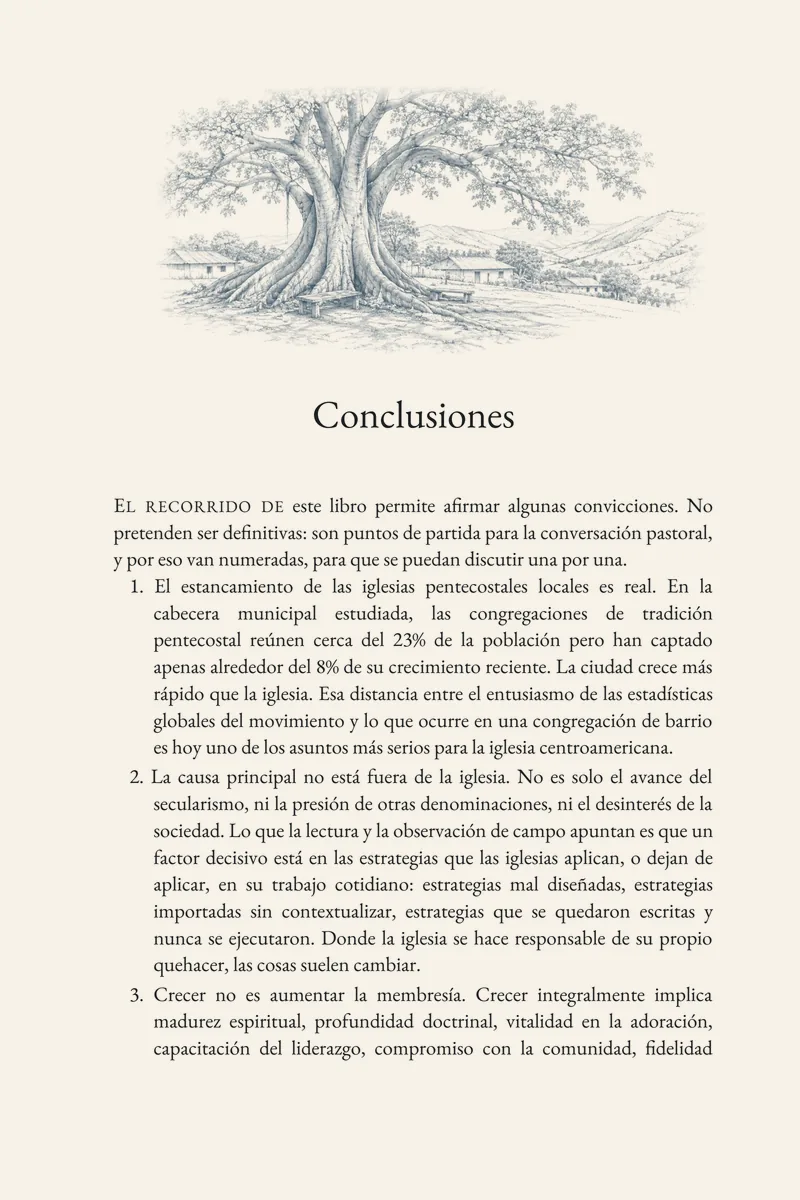 Conclusiones
EL RECORRIDO DE este libro permite afirmar algunas convicciones. No
pretenden ser definitivas: son puntos de partida para la conversación pastoral,
y por eso van numeradas, para que se puedan discutir una por una.
1. El estancamiento de las iglesias pentecostales locales es real. En la
cabecera municipal estudiada, las congregaciones de tradición
pentecostal reúnen cerca del 23% de la población pero han captado
apenas alrededor del 8% de su crecimiento reciente. La ciudad crece más
rápido que la iglesia. Esa distancia entre el entusiasmo de las estadísticas
globales del movimiento y lo que ocurre en una congregación de barrio
es hoy uno de los asuntos más serios para la iglesia centroamericana.
2. La causa principal no está fuera de la iglesia. No es solo el avance del
secularismo, ni la presión de otras denominaciones, ni el desinterés de la
sociedad. Lo que la lectura y la observación de campo apuntan es que un
factor decisivo está en las estrategias que las iglesias aplican, o dejan de
aplicar, en su trabajo cotidiano: estrategias mal diseñadas, estrategias
importadas sin contextualizar, estrategias que se quedaron escritas y
nunca se ejecutaron. Donde la iglesia se hace responsable de su propio
quehacer, las cosas suelen cambiar.
3. Crecer no es aumentar la membresía. Crecer integralmente implica
madurez espiritual, profundidad doctrinal, vitalidad en la adoración,
capacitación del liderazgo, compromiso con la comunidad, fidelidad